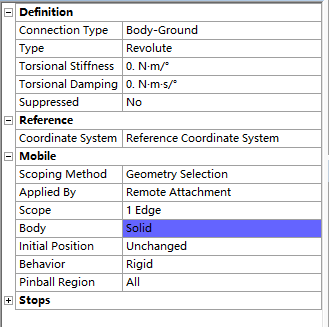 Definition
Connection Type Body-Ground
Type Revolute
Torsional Stiffness 0. N·m/°
Torsional Damping 0. N·m·s/°
Suppressed No
Reference
Coordinate System Reference Coordinate System
Mobile
Scoping Method Geometry Selection
Applied By Remote Attachment
Scope 1 Edge
Body Solid
Initial Position Unchanged
Behavior Rigid
Pinball Region All
Stops